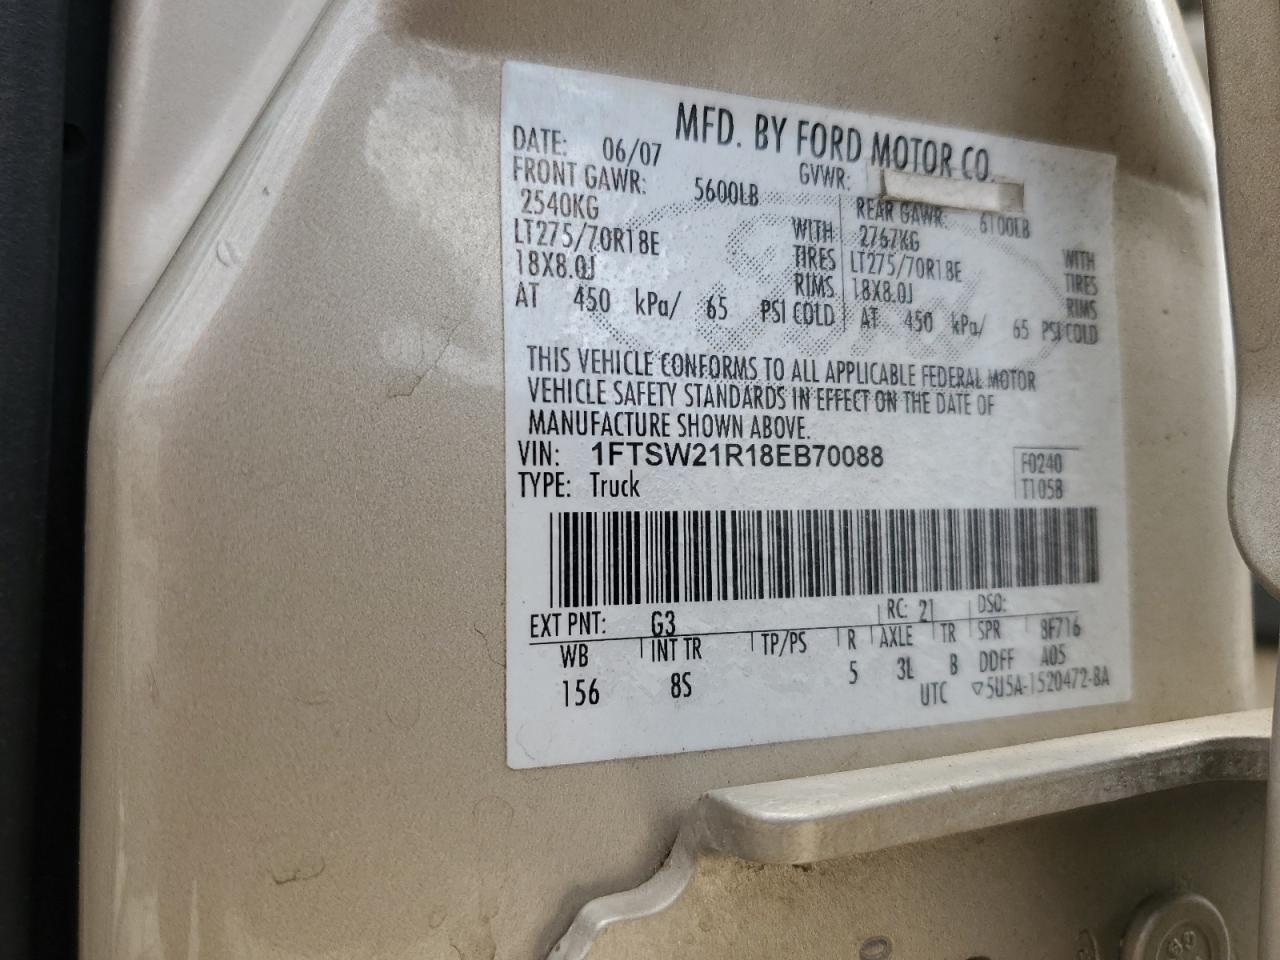 MFD. BY FORD MOTOR CO.
DATE: 06/07 GVWR:
FRONT GAWR: 5600LB REAR GAWR: 6100LB
2540KG WITH 2767KG WITH
LT275/70R18E TIRES LT275/70R18E TIRES
18X8.0J RIMS 18X8.0J RIMS
AT 450 kPa/ 65 PSI COLD AT 450 kPa/ 65 PSI COLD
THIS VEHICLE CONFORMS TO ALL APPLICABLE FEDERAL MOTOR
VEHICLE SAFETY STANDARDS IN EFFECT ON THE DATE OF
MANUFACTURE SHOWN ABOVE.
VIN: 1FTSW21R18EB70088 F0240
TYPE: Truck T1058
EXT PNT: G3 RC: 21 DSO:
WB INT TR TP/PS R AXLE TR SPR 8F716
156 8S 5 3L B DDFF A05
UTC ▽5U5A-1520472-BA